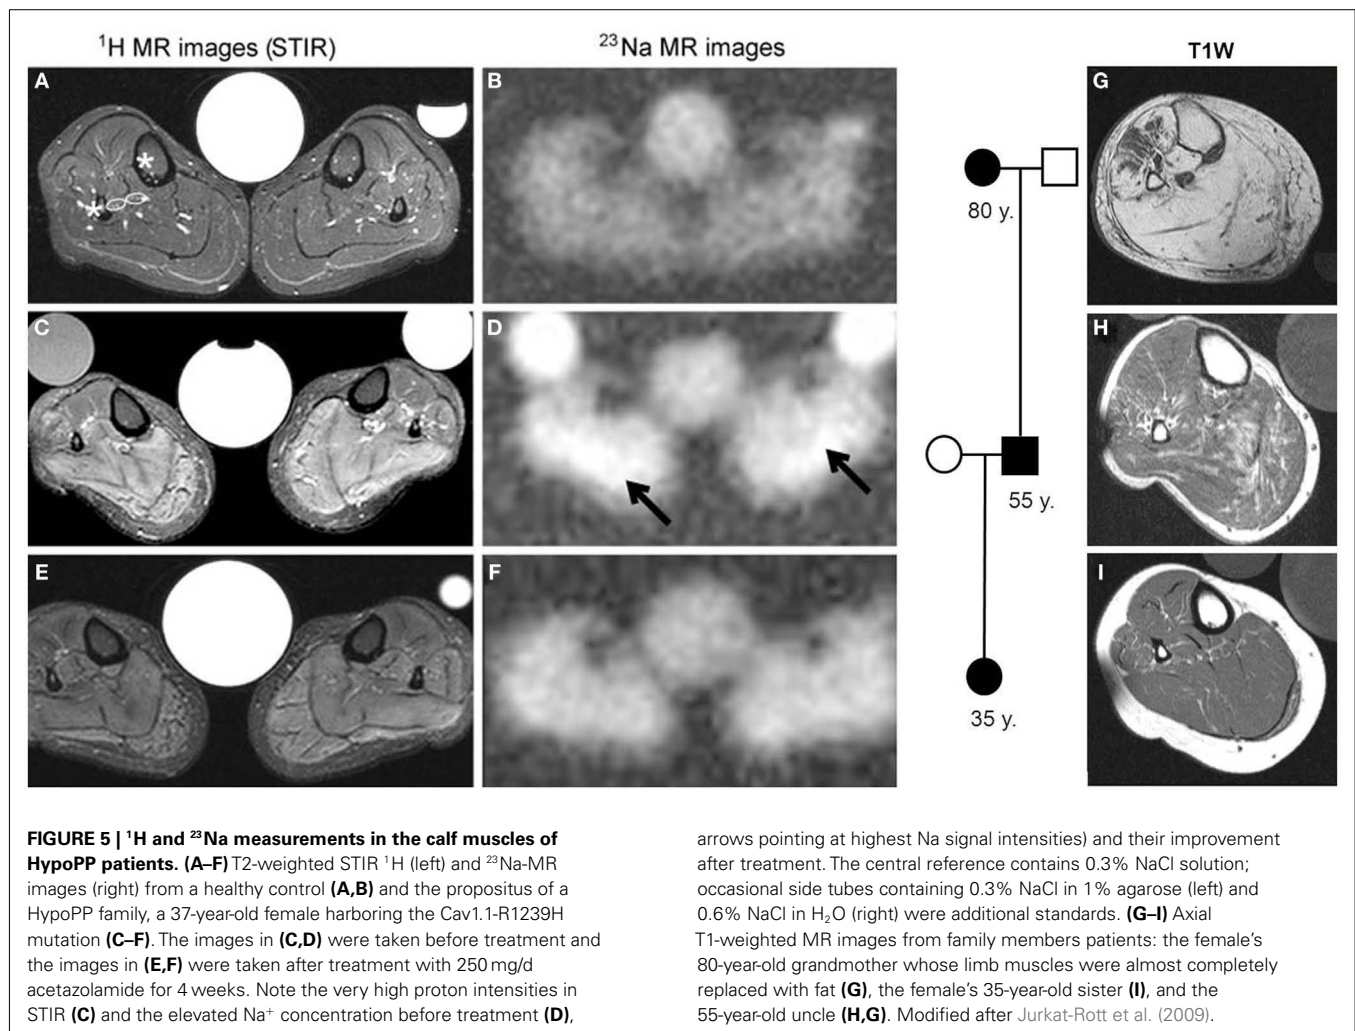 ¹H MR images (STIR)
²³Na MR images
T1W
A
B
G
80 y.
C
D
H
55 y.
E
F
I
35 y.
FIGURE 5 | ¹H and ²³Na measurements in the calf muscles of
HypoPP patients. (A–F) T2-weighted STIR ¹H (left) and ²³Na-MR
images (right) from a healthy control (A,B) and the propositus of a
HypoPP family, a 37-year-old female harboring the Cav1.1-R1239H
mutation (C–F). The images in (C,D) were taken before treatment and
the images in (E,F) were taken after treatment with 250 mg/d
acetazolamide for 4 weeks. Note the very high proton intensities in
STIR (C) and the elevated Na⁺ concentration before treatment (D),
arrows pointing at highest Na signal intensities) and their improvement
after treatment. The central reference contains 0.3% NaCl solution;
occasional side tubes containing 0.3% NaCl in 1% agarose (left) and
0.6% NaCl in H₂O (right) were additional standards. (G–I) Axial
T1-weighted MR images from family members patients: the female's
80-year-old grandmother whose limb muscles were almost completely
replaced with fat (G), the female's 35-year-old sister (I), and the
55-year-old uncle (H,G). Modified after Jurkat-Rott et al. (2009).